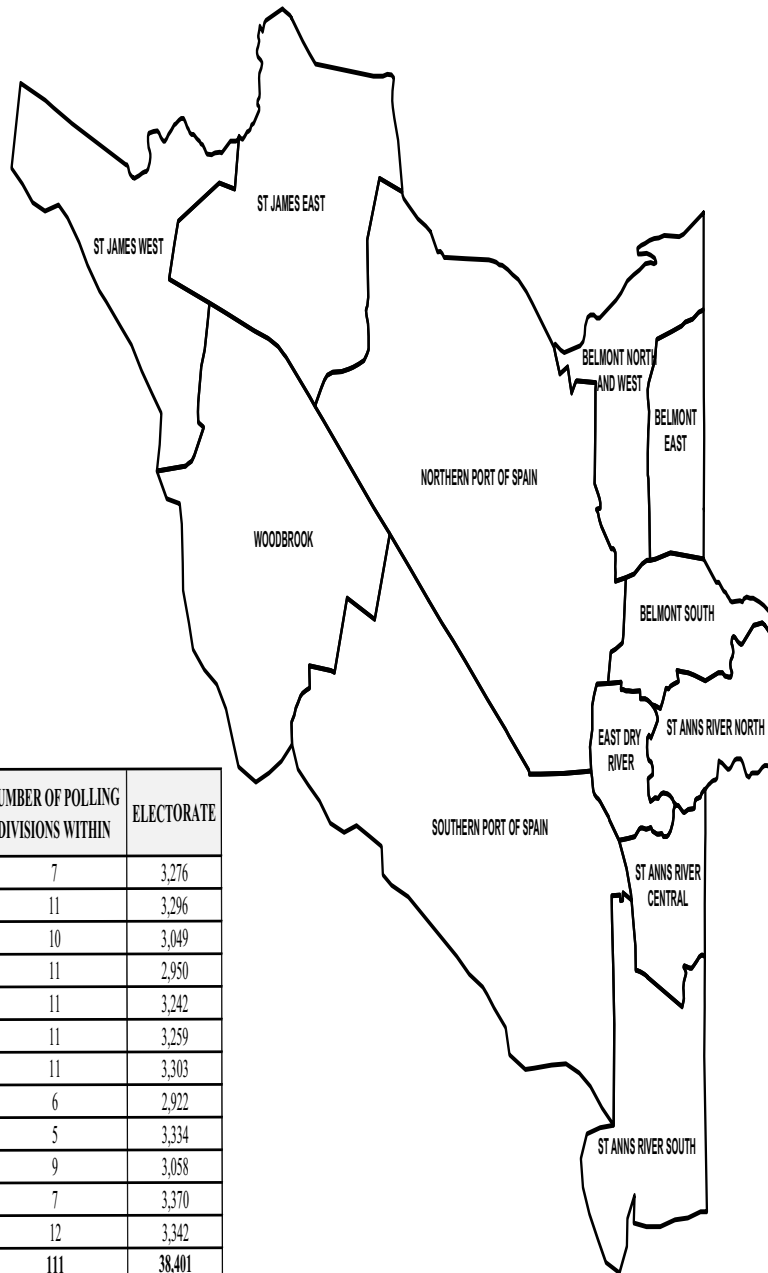 ST JAMES EAST
ST JAMES WEST
BELMONT NORTH
AND WEST
BELMONT
EAST
NORTHERN PORT OF SPAIN
WOODBROOK
BELMONT SOUTH
ST ANNS RIVER NORTH
EAST DRY
RIVER
SOUTHERN PORT OF SPAIN
ST ANNS RIVER
CENTRAL
ST ANNS RIVER SOUTH
UMBER OF POLLING
DIVISIONS WITHIN
ELECTORATE
7 3,276
11 3,296
10 3,049
11 2,950
11 3,242
11 3,259
11 3,303
6 2,922
5 3,334
9 3,058
7 3,370
12 3,342
111 38,401